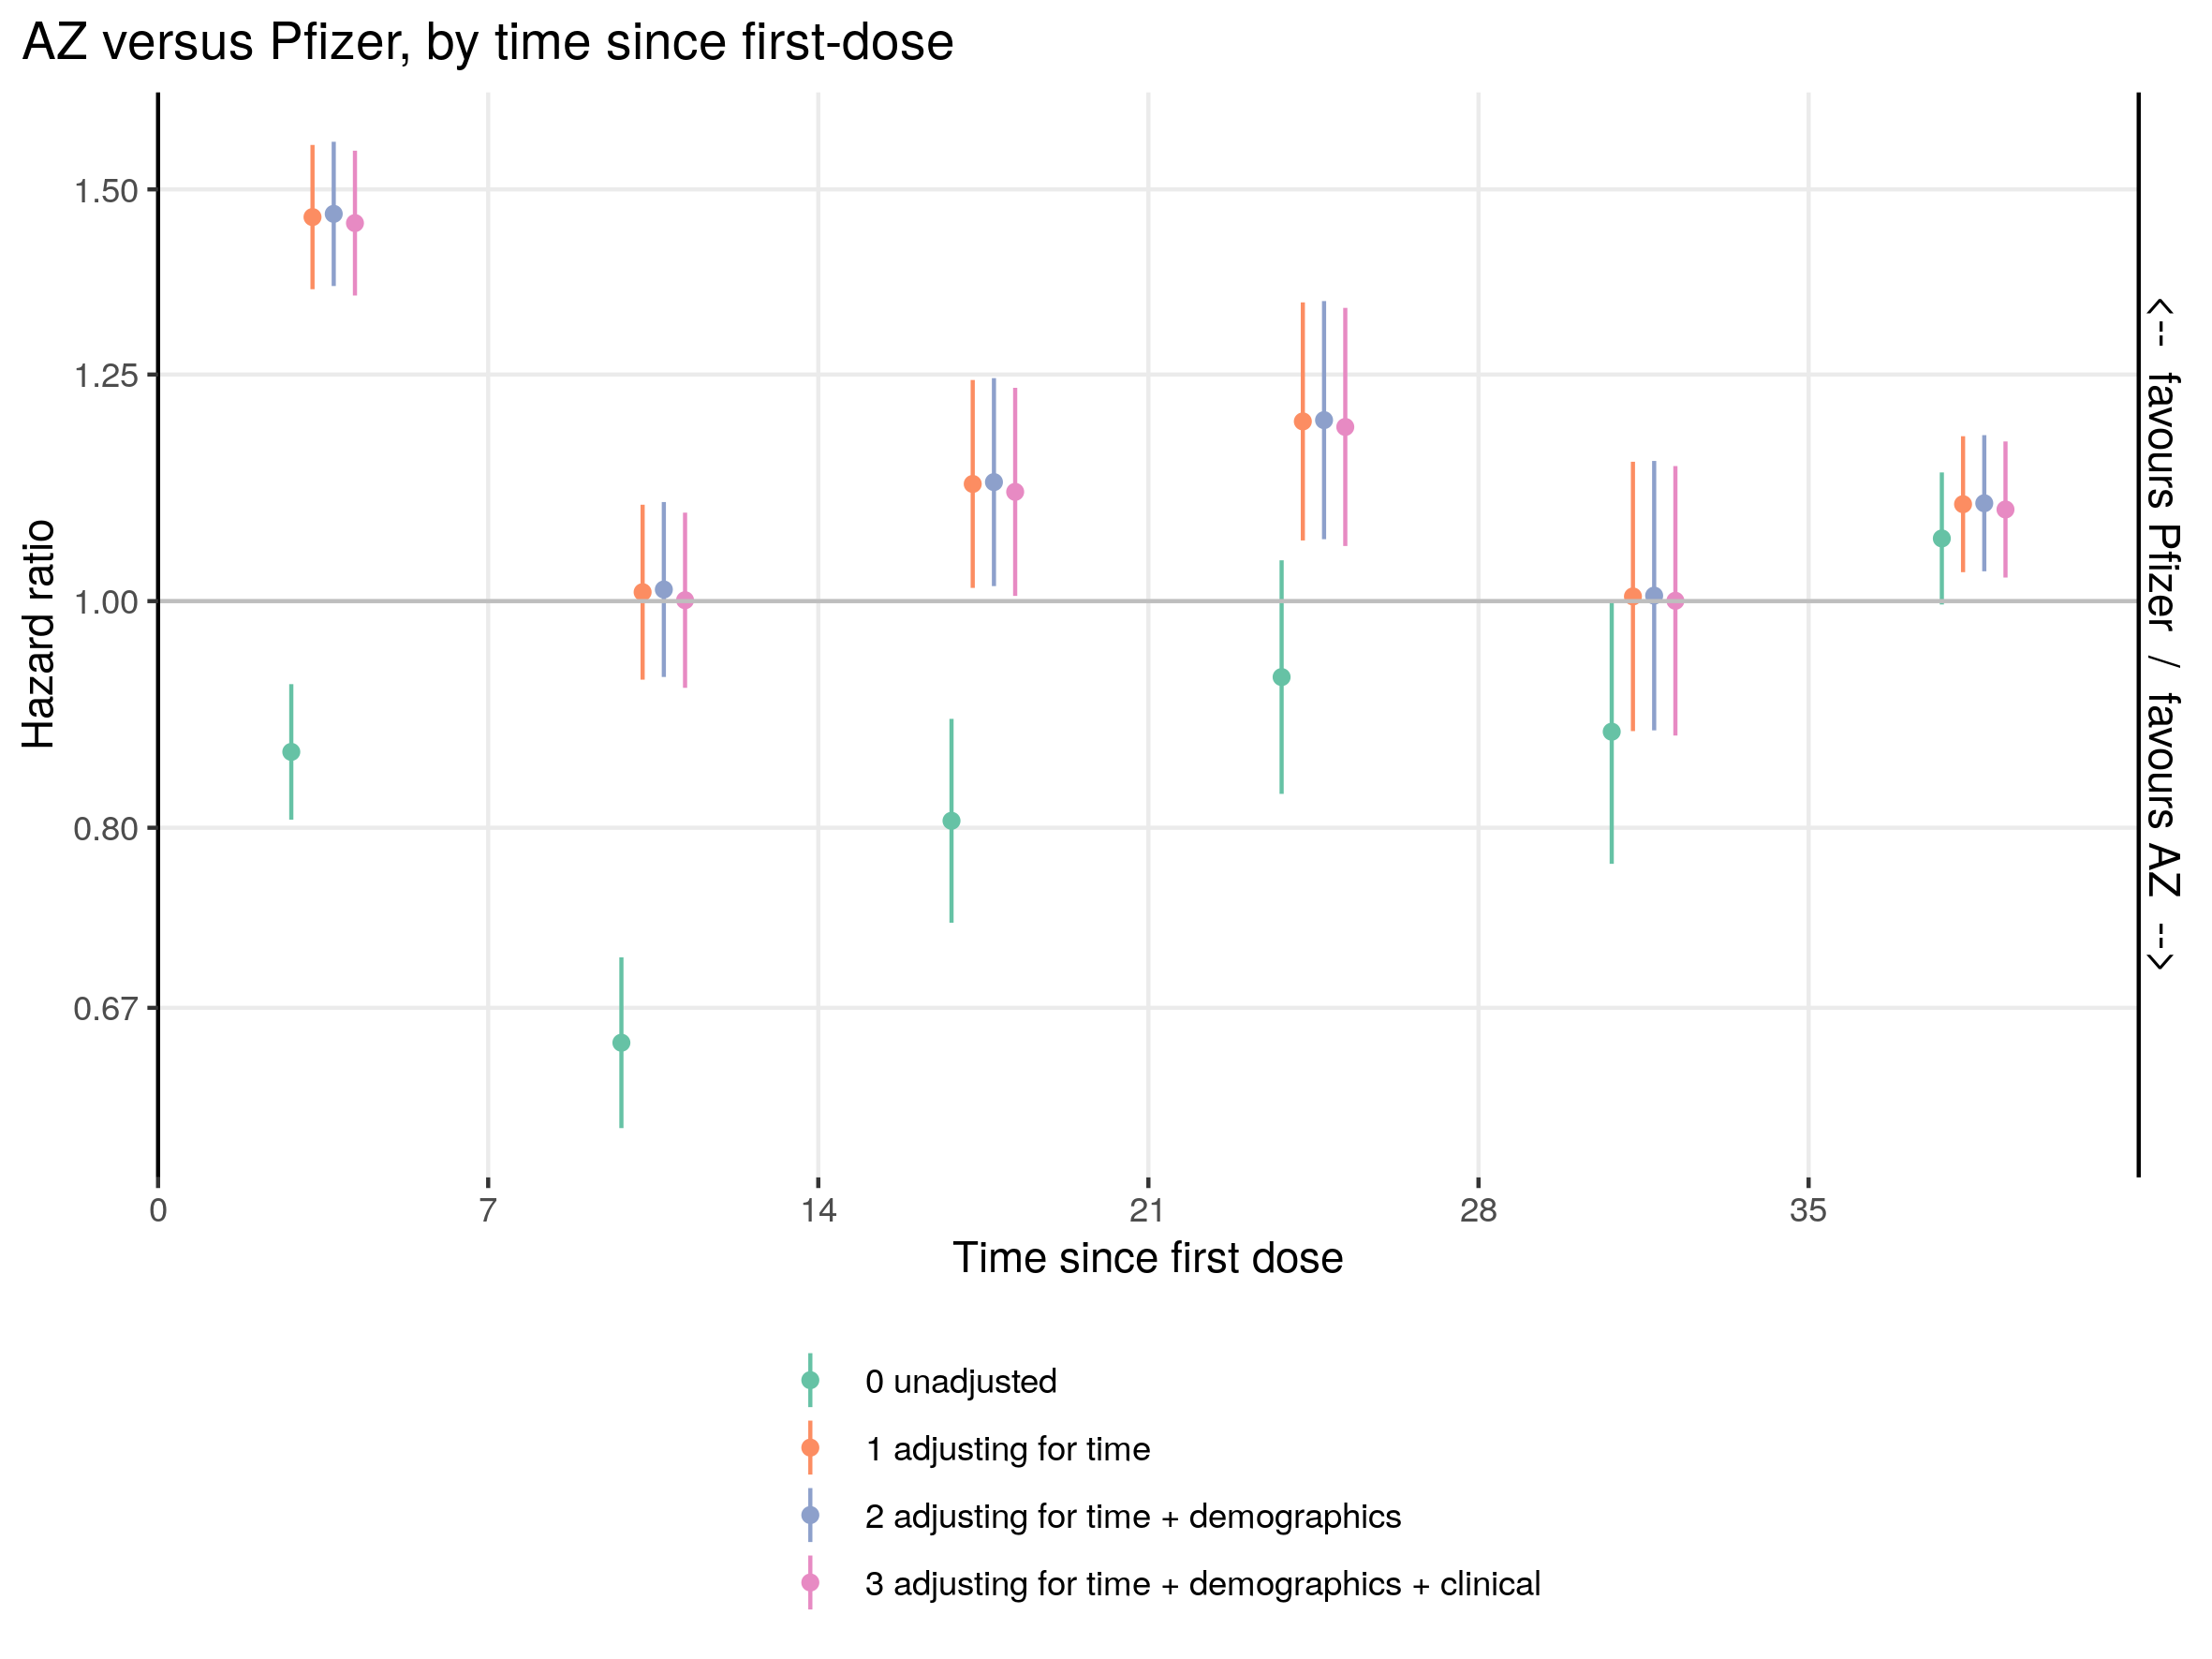 AZ versus Pfizer, by time since first-dose
Hazard ratio
1.50
1.25
1.00
0.80
0.67
0
7
14
21
28
35
Time since first dose
<-- favours Pfizer / favours AZ -->
0 unadjusted
1 adjusting for time
2 adjusting for time + demographics
3 adjusting for time + demographics + clinical